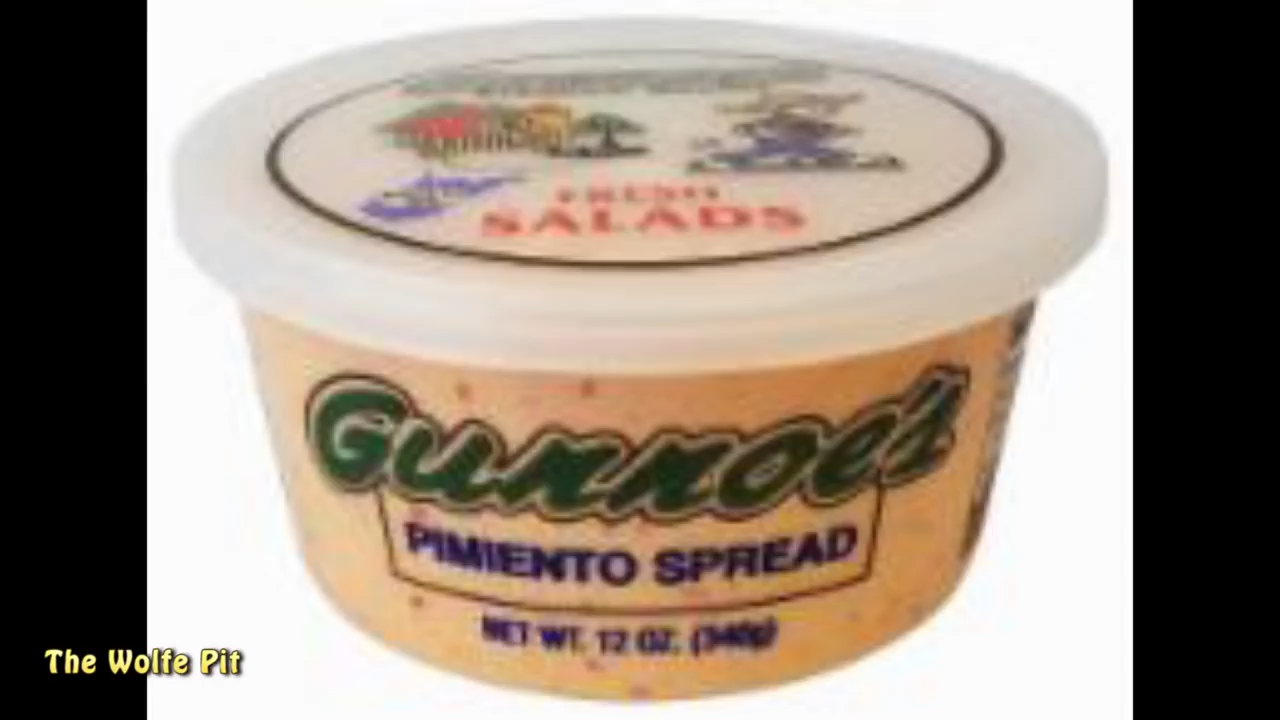 FRESH
SALADS
Gunnoe's
PIMIENTO SPREAD
NET WT. 12 OZ. (340g)
The Wolfe Pit